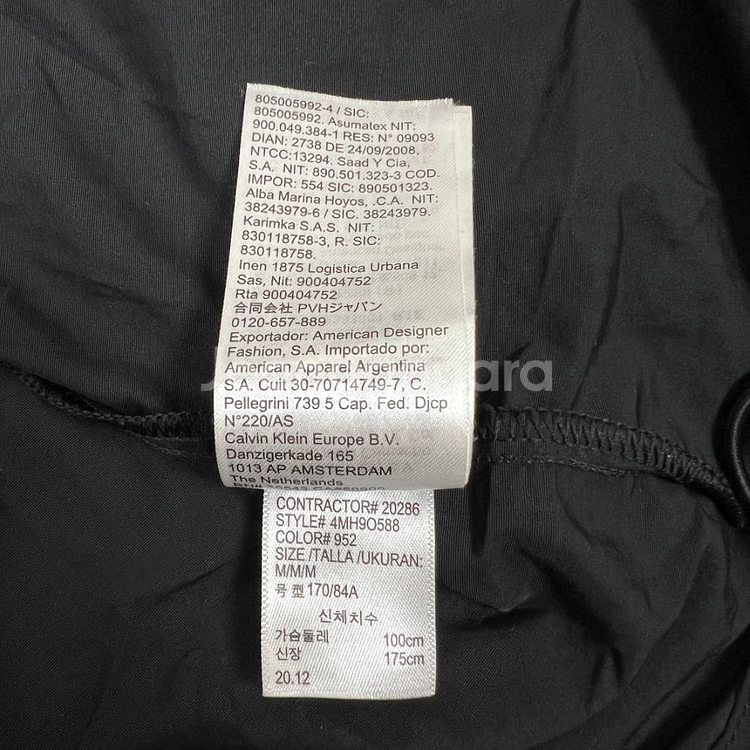 805005992-4 / SIC:
805005992. Asumatex NIT:
900.049.384-1 RES: N° 09093
DIAN: 2738 DE 24/09/2008,
NTCC:13294. Saad Y Cia,
S.A. NIT: 890.501.323-3 COD.
IMPOR: 554 SIC: 890501323.
Alba Marina Hoyos, .C.A. NIT:
38243979-6 / SIC. 38243979.
Karimka S.A.S. NIT:
830118758-3, R. SIC:
830118758.
Inen 1875 Logistica Urbana
Sas, Nit: 900404752
Rta 900404752
合同会社 PVHジャパン
0120-657-889
Exportador: American Designer
Fashion, S.A. Importado por:
American Apparel Argentina
S.A. Cuit 30-70714749-7, C.
Pellegrini 739 5 Cap. Fed. Djcp
N°220/AS
Calvin Klein Europe B.V.
Danzigerkade 165
1013 AP AMSTERDAM
The Netherlands
CONTRACTOR# 20286
STYLE# 4MH9O588
COLOR# 952
SIZE /TALLA /UKURAN:
M/M/M
号型 170/84A
신체치수
가슴둘레 100cm
신장 175cm
20.12